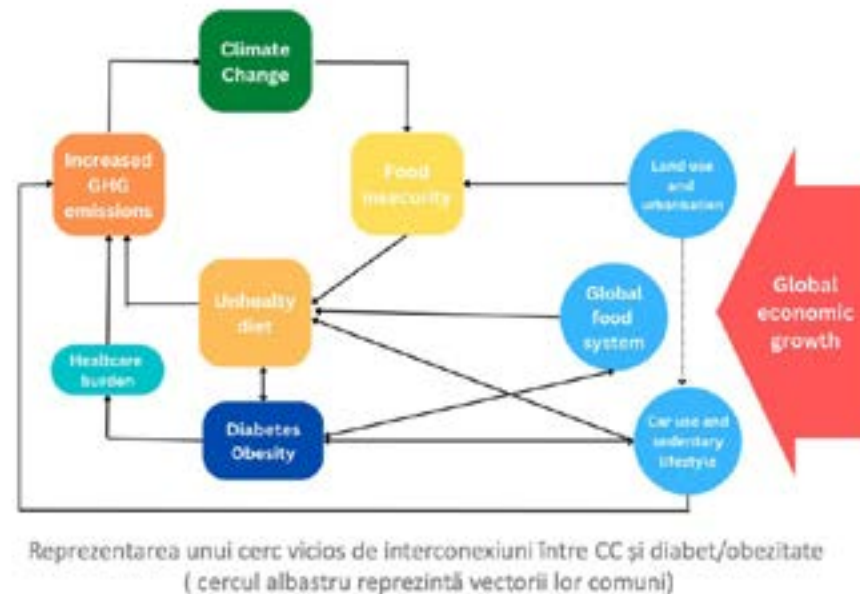 Climate
Change
Increased
GHG
emissions
Food
insecurity
Land use
and
urbanisation
Global
economic
growth
Unhealty
diet
Global
food
system
Healtcare
burden
Diabetes
Obesity
Car use and
sedentary
lifestyle
Reprezentarea unui cerc vicios de interconexiuni între CC și diabet/obezitate
( cercul albastru reprezintă vectorii lor comuni)